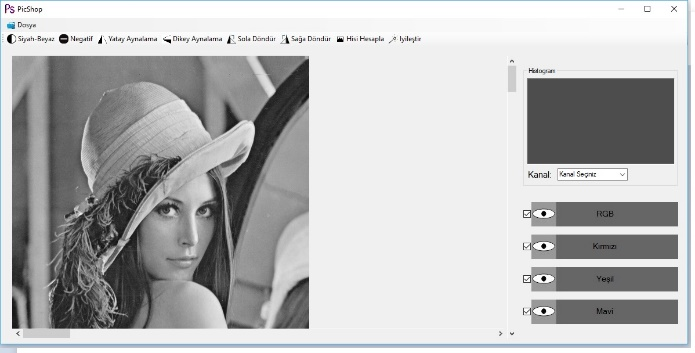 PicShop
Dosya
Siyah-Beyaz Negatif Yatay Aynalama Dikey Aynalama Sola Döndür Sağa Döndür Hisi Hesapla İyileştir
Histogram
Kanal: Kanal Seçiniz
RGB
Kırmızı
Yeşil
Mavi